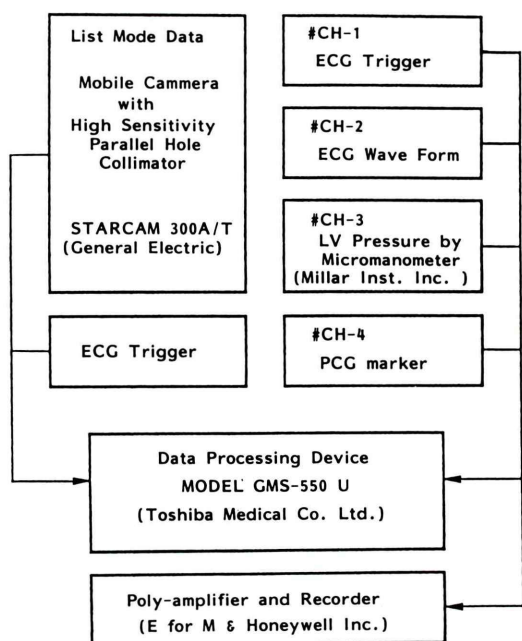 List Mode Data
Mobile Cammera
with
High Sensitivity
Parallel Hole
Collimator
STARCAM 300A/T
(General Electric)
ECG Trigger
#CH-1
ECG Trigger
#CH-2
ECG Wave Form
#CH-3
LV Pressure by
Micromanometer
(Millar Inst. Inc. )
#CH-4
PCG marker
Data Processing Device
MODEL GMS-550 U
(Toshiba Medical Co. Ltd.)
Poly-amplifier and Recorder
(E for M & Honeywell Inc.)